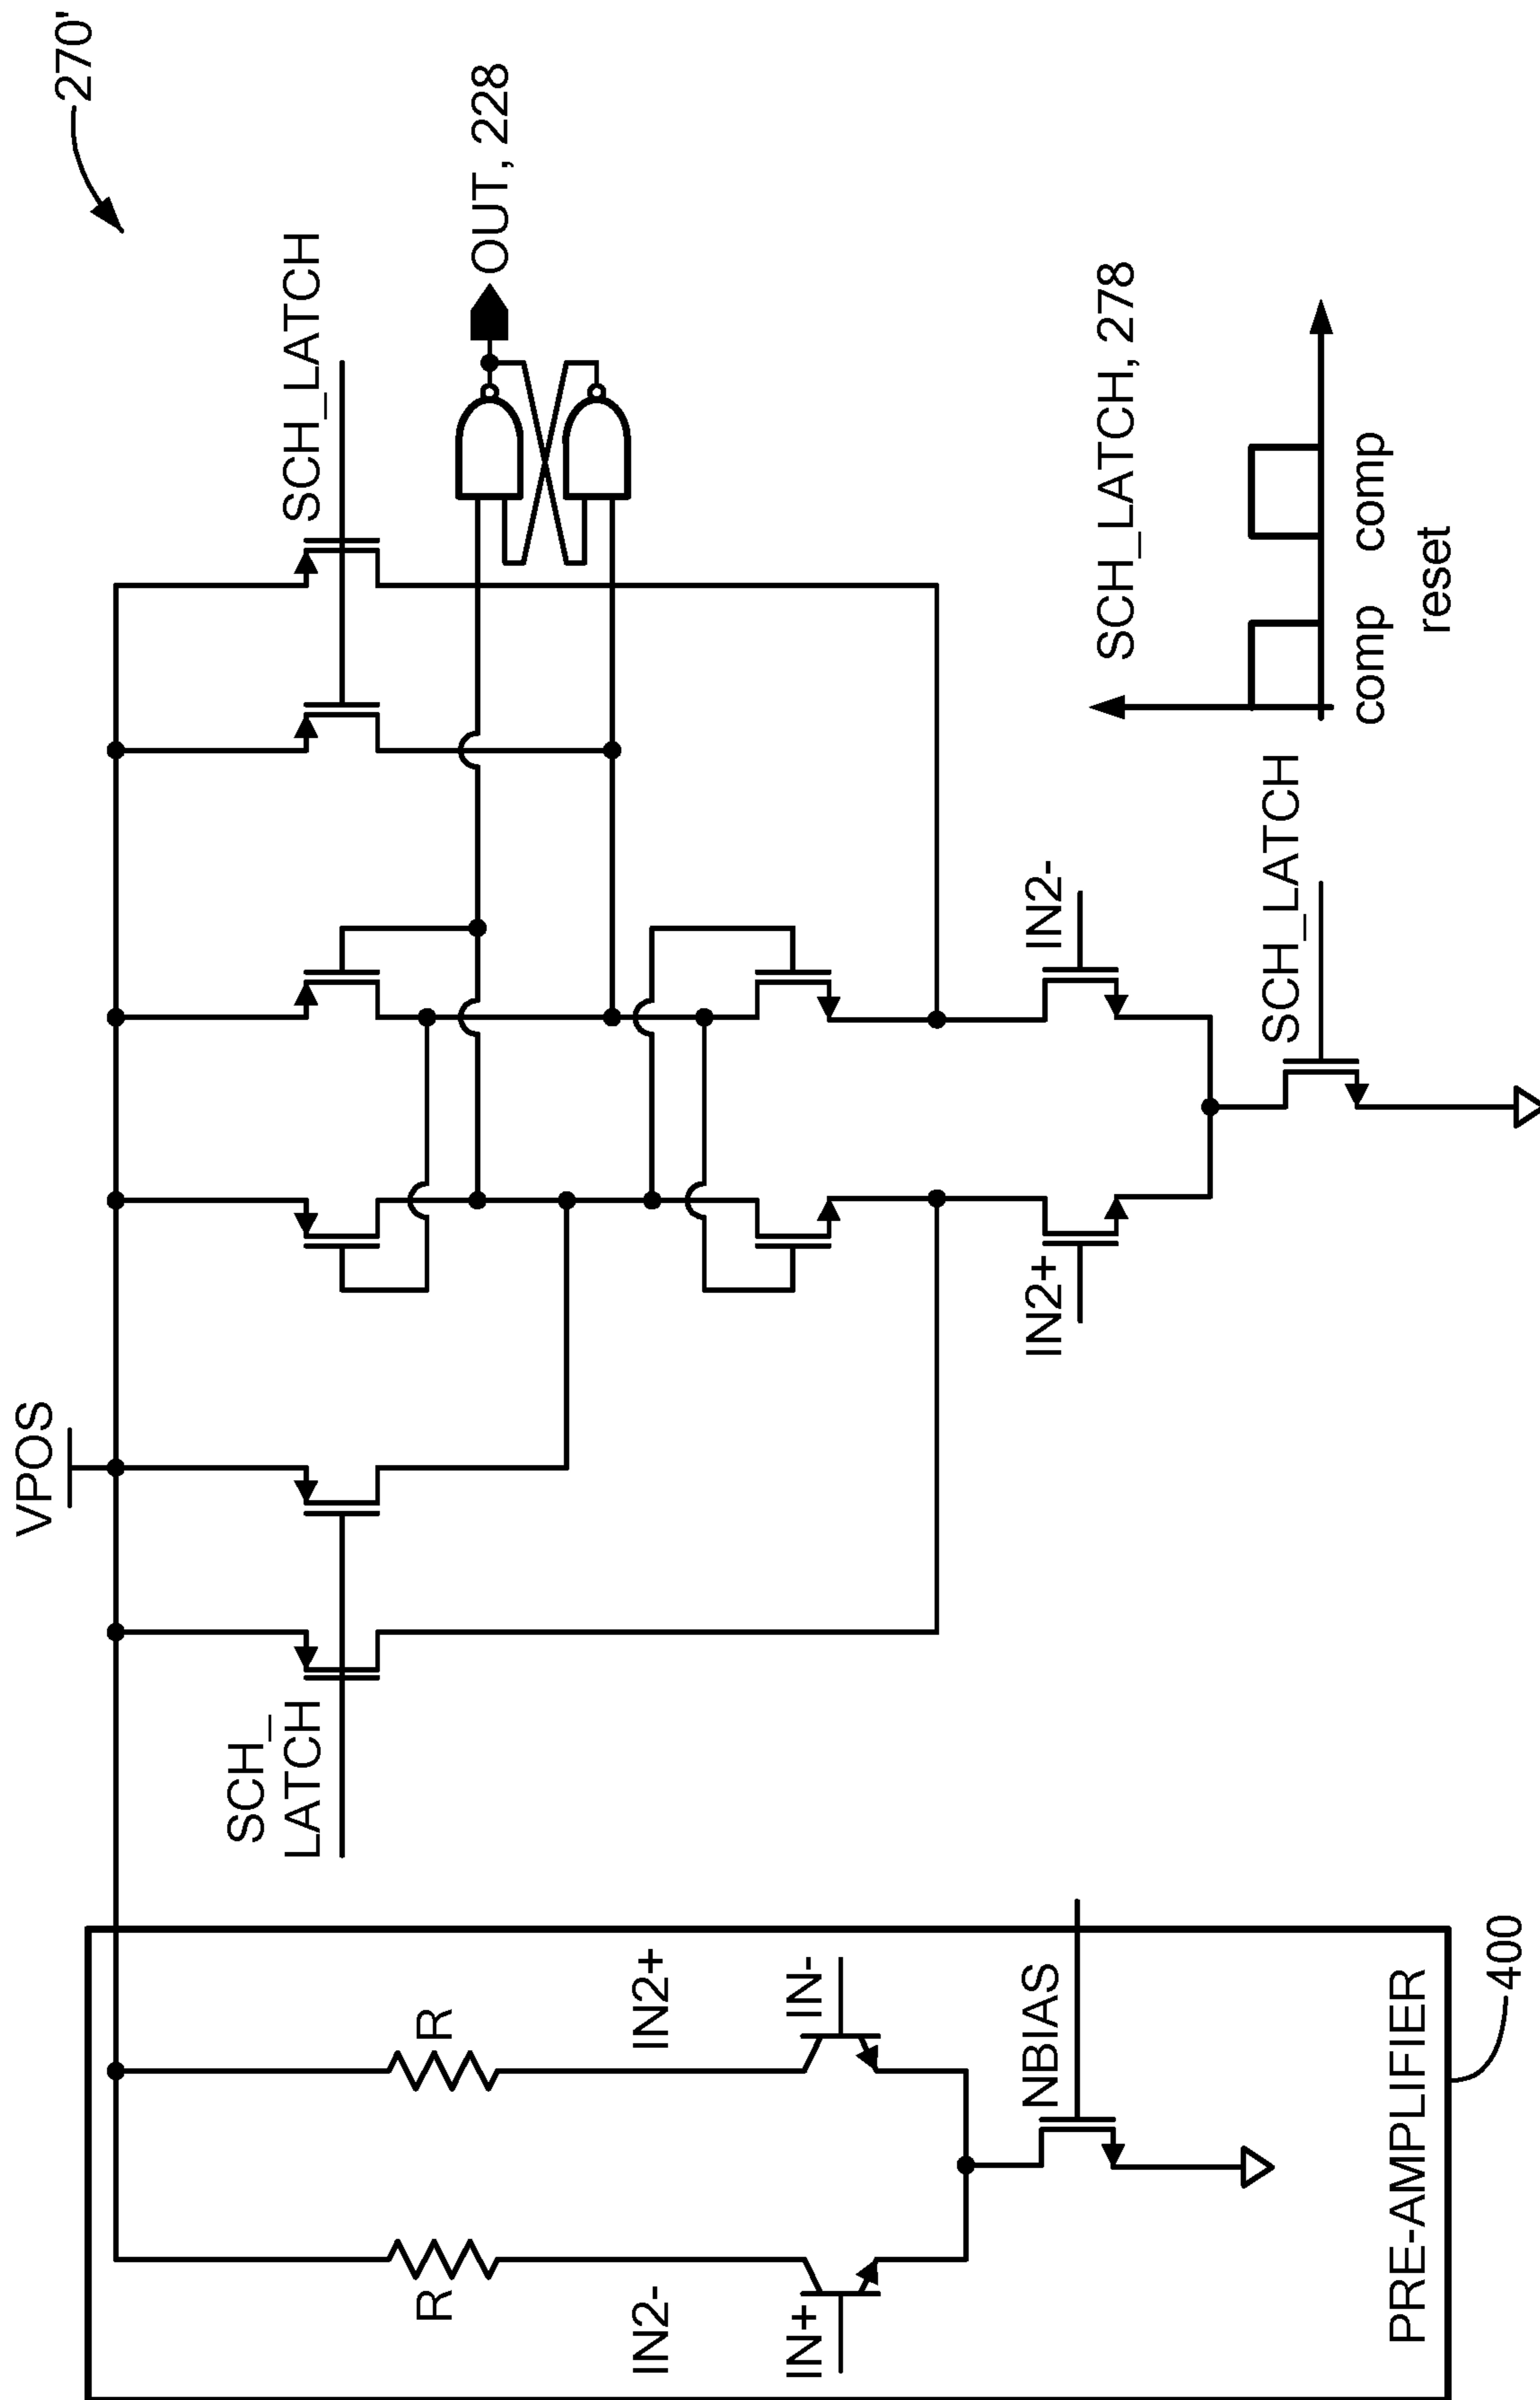 270'
VPOS
SCH_
LATCH
SCH_LATCH
OUT, 228
R
R
IN2-
IN2+
IN+
IN-
NBIAS
PRE-AMPLIFIER
400
IN2+
IN2-
SCH_LATCH
SCH_LATCH, 278
comp
comp
reset